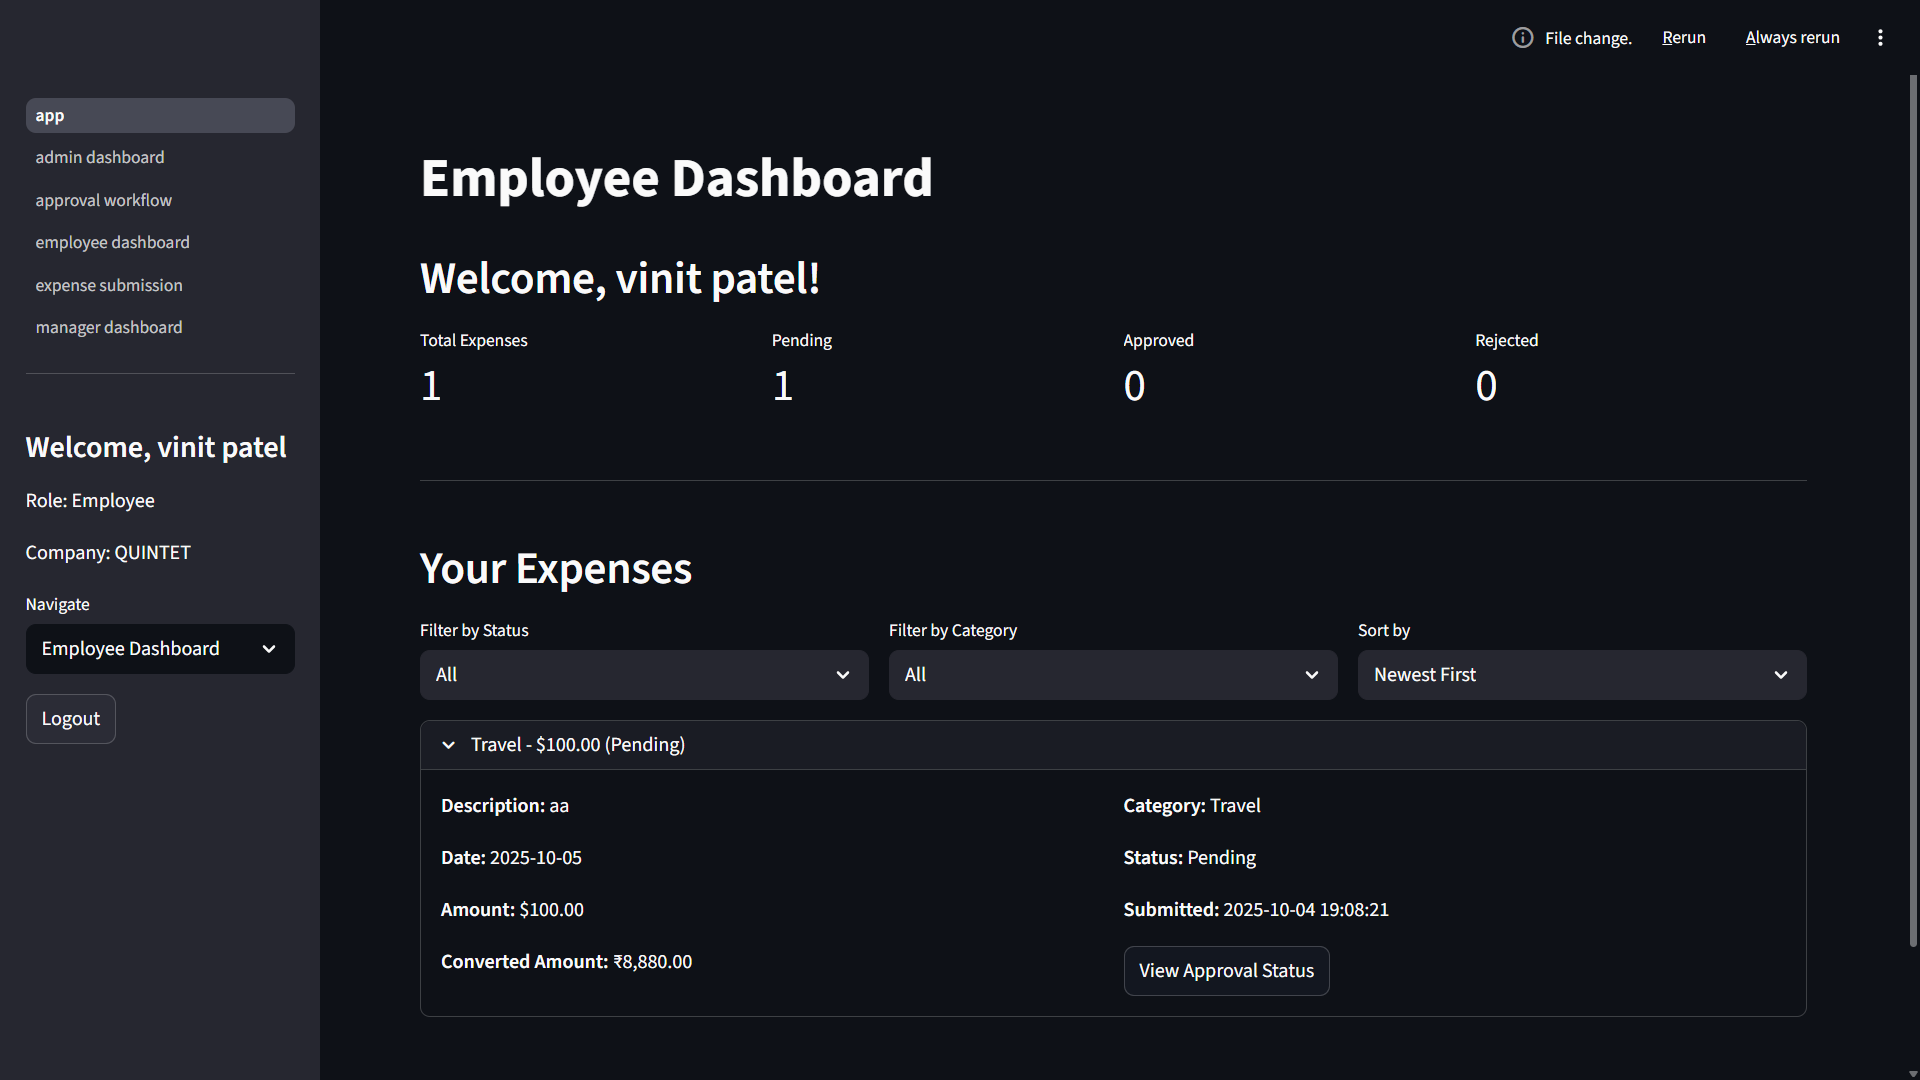 File change. Rerun Always rerun
app
admin dashboard
approval workflow
employee dashboard
expense submission
manager dashboard
Welcome, vinit patel
Role: Employee
Company: QUINTET
Navigate
Employee Dashboard
Logout
Employee Dashboard
Welcome, vinit patel!
Total Expenses Pending Approved Rejected
1 1 0 0
Your Expenses
Filter by Status Filter by Category Sort by
All All Newest First
Travel - $100.00 (Pending)
Description: aa
Date: 2025-10-05
Amount: $100.00
Converted Amount: ₹8,880.00
Category: Travel
Status: Pending
Submitted: 2025-10-04 19:08:21
View Approval Status